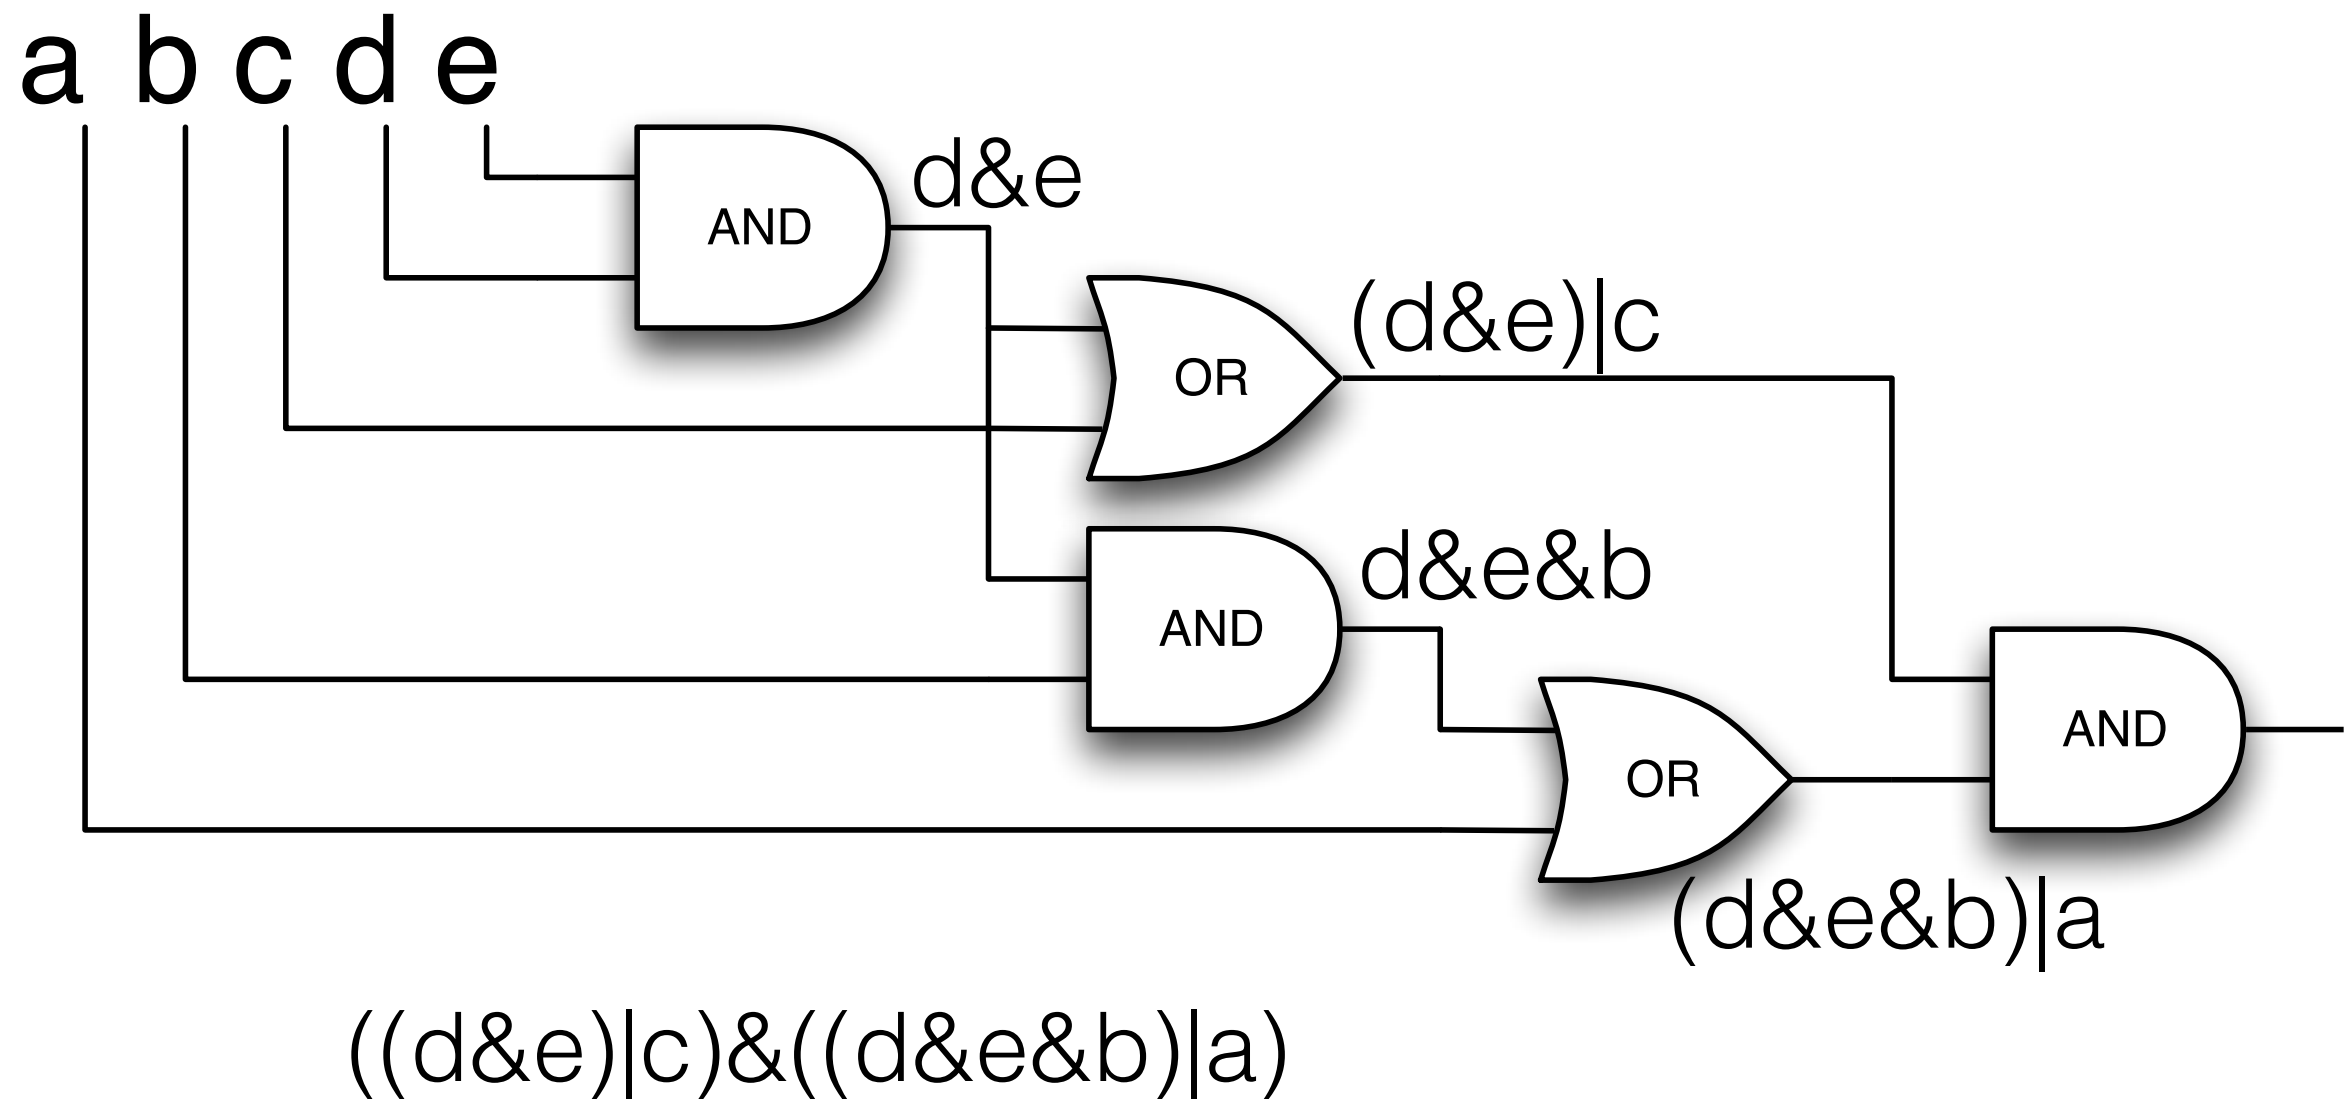 a b c d e
d&e
AND
(d&e)|c
OR
d&e&b
AND
AND
OR
(d&e&b)|a
((d&e)|c)&((d&e&b)|a)